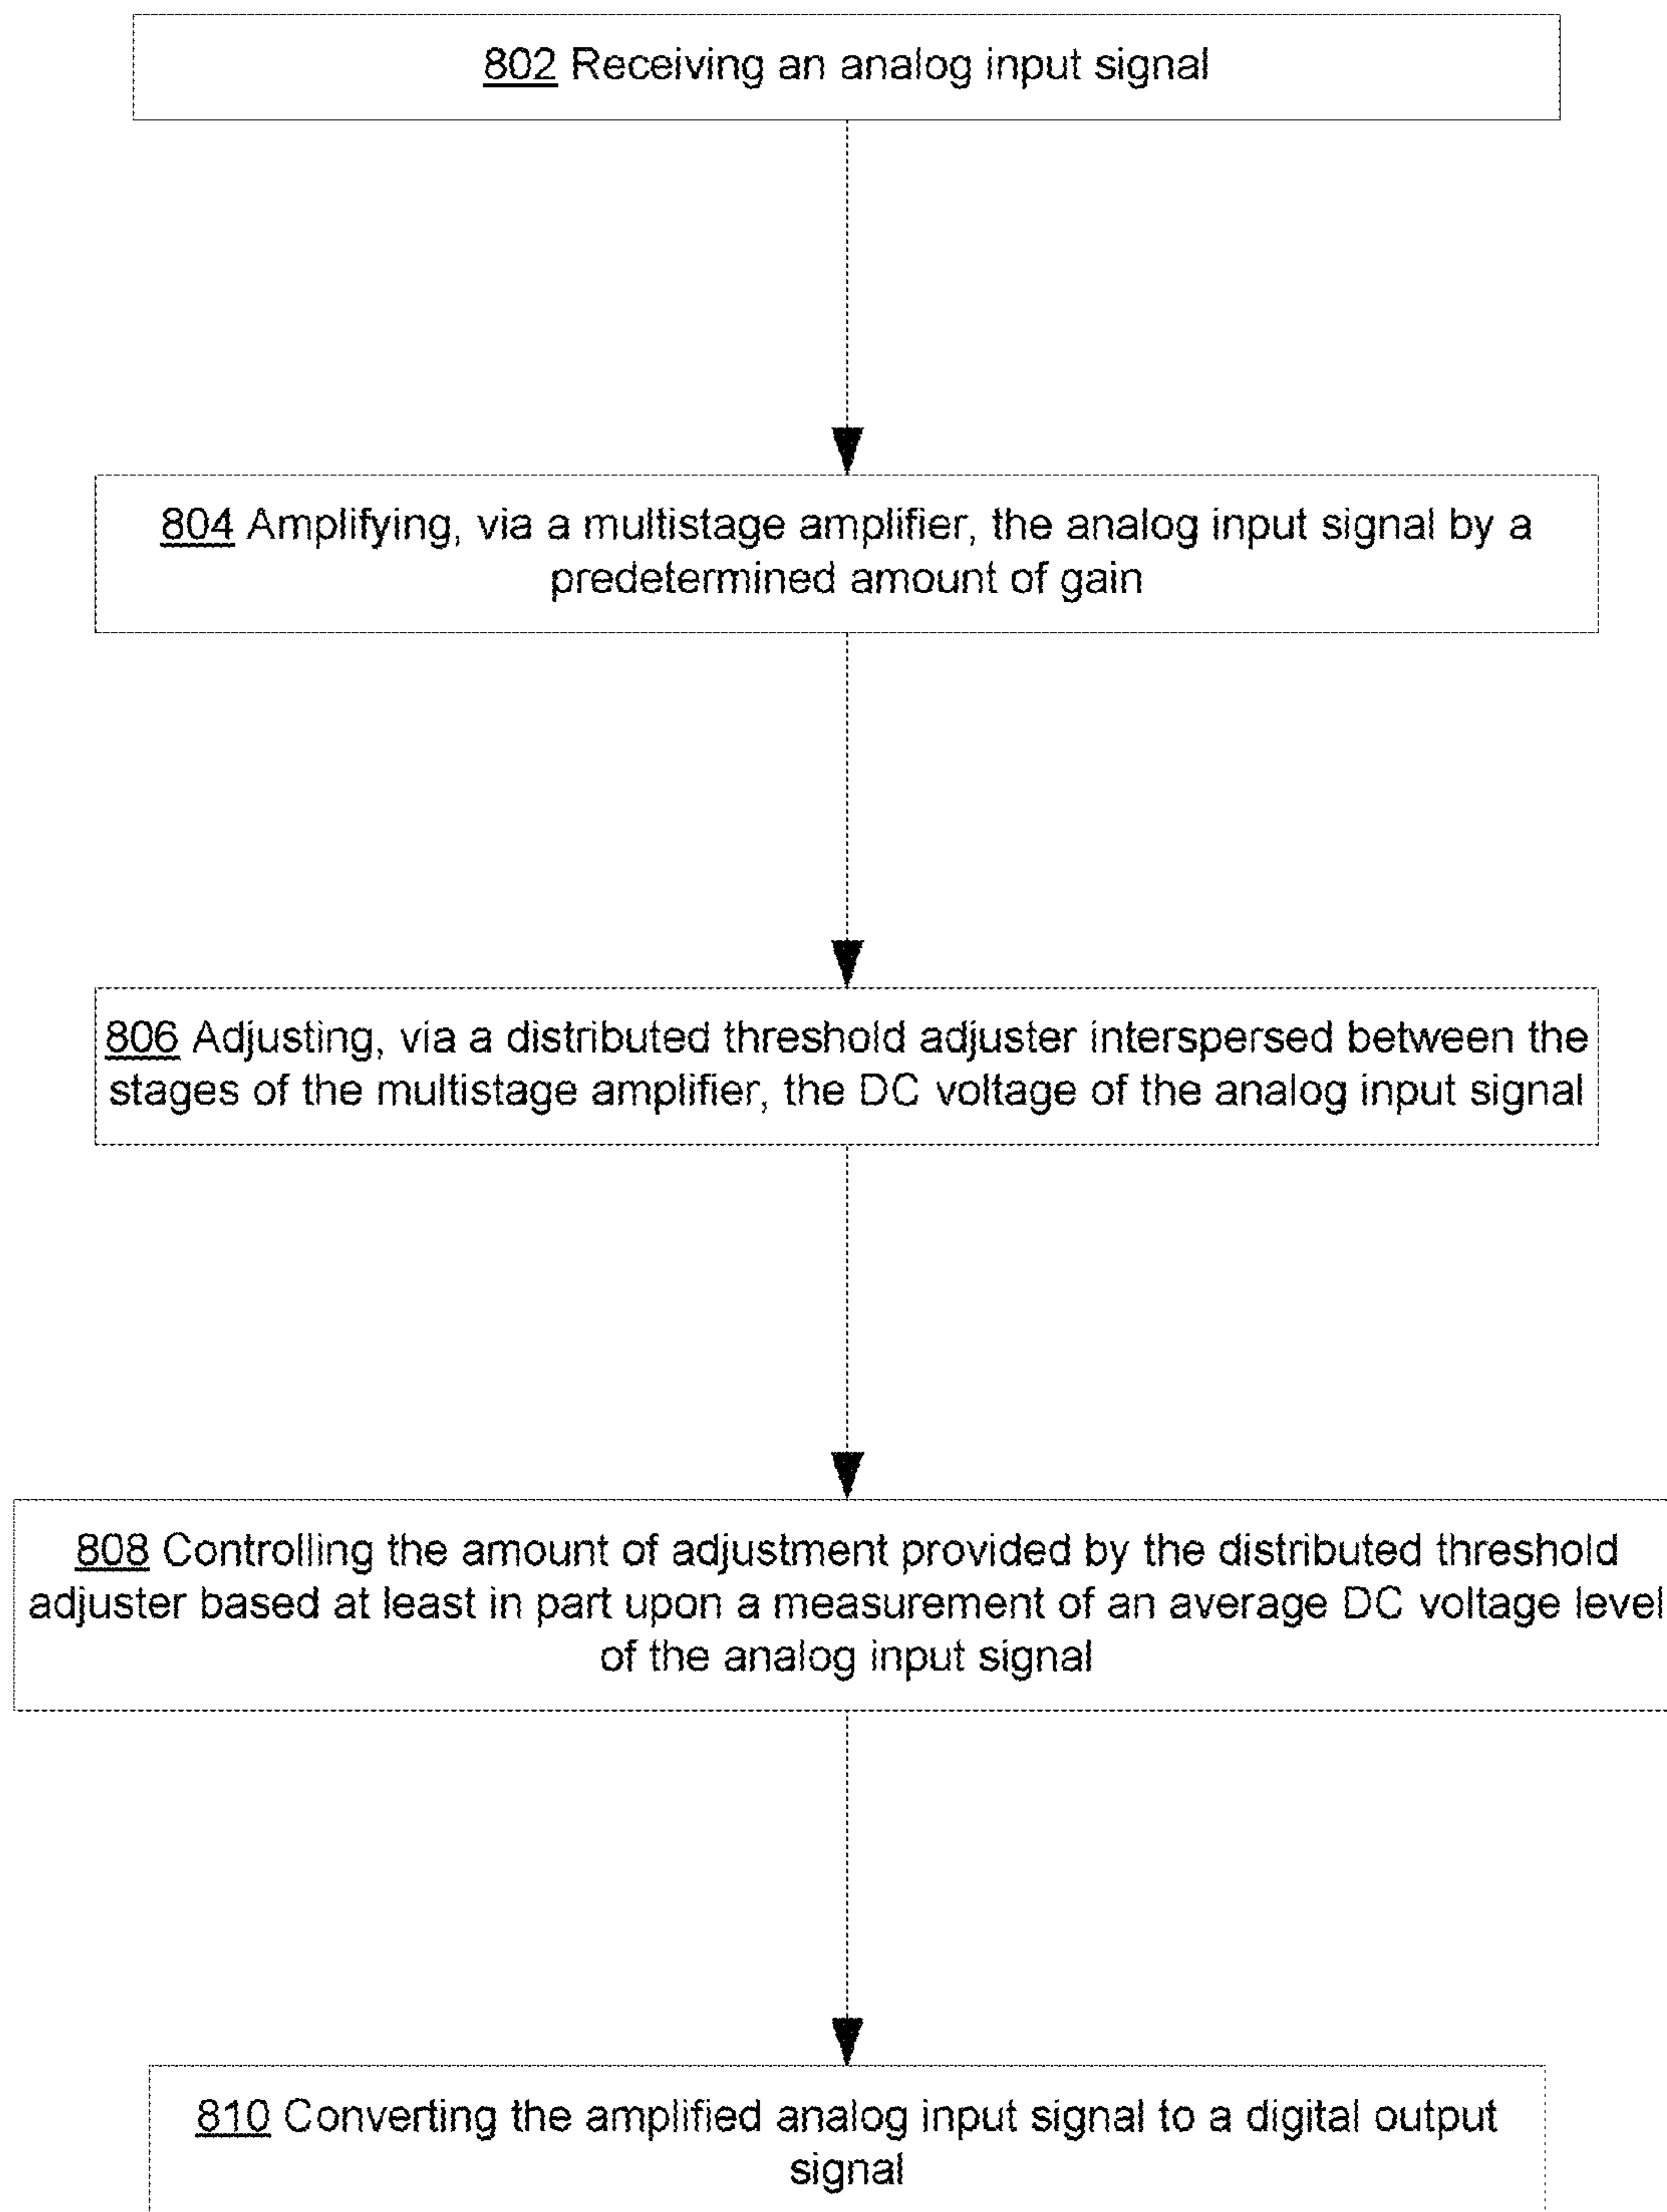 802 Receiving an analog input signal
804 Amplifying, via a multistage amplifier, the analog input signal by a
predetermined amount of gain
806 Adjusting, via a distributed threshold adjuster interspersed between the
stages of the multistage amplifier, the DC voltage of the analog input signal
808 Controlling the amount of adjustment provided by the distributed threshold
adjuster based at least in part upon a measurement of an average DC voltage level
of the analog input signal
810 Converting the amplified analog input signal to a digital output
signal